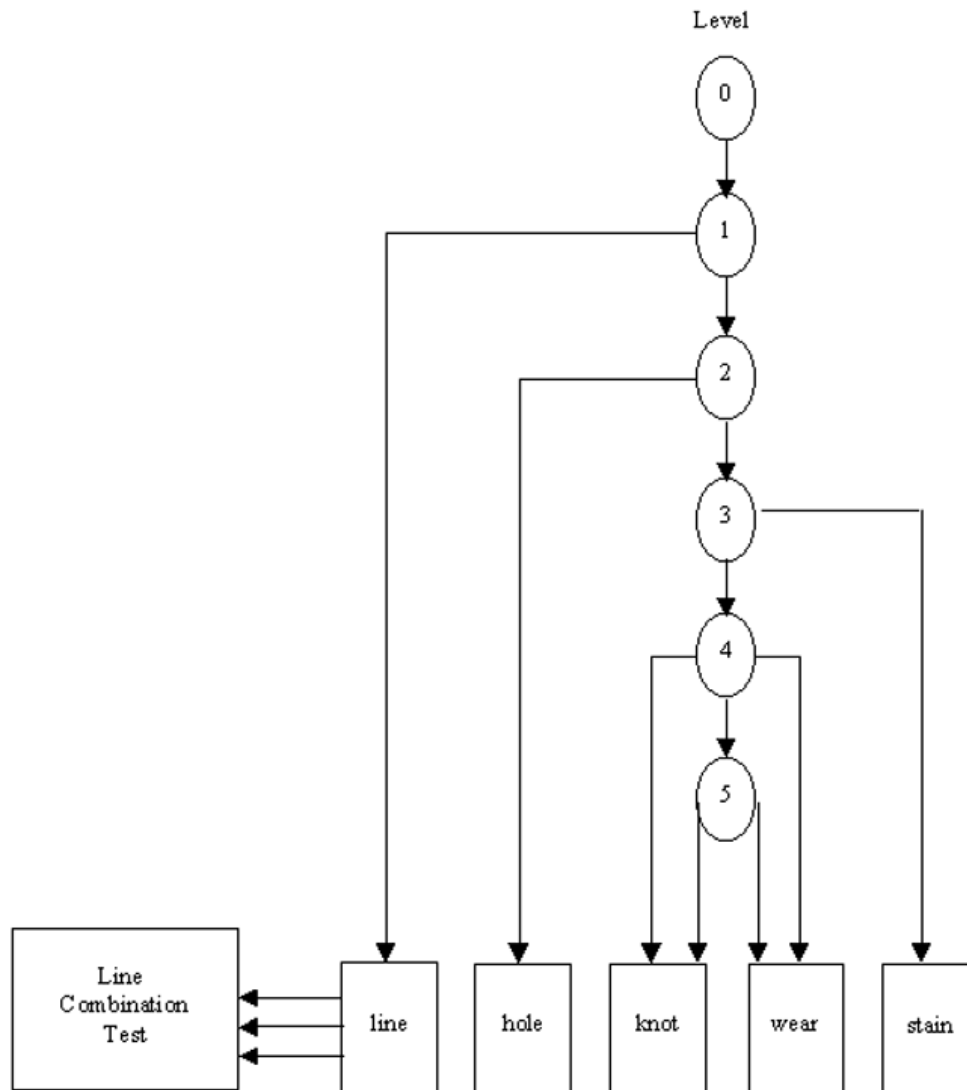 Level
0
1
2
3
4
5
Line
Combination
Test
line
hole
knot
wear
stain